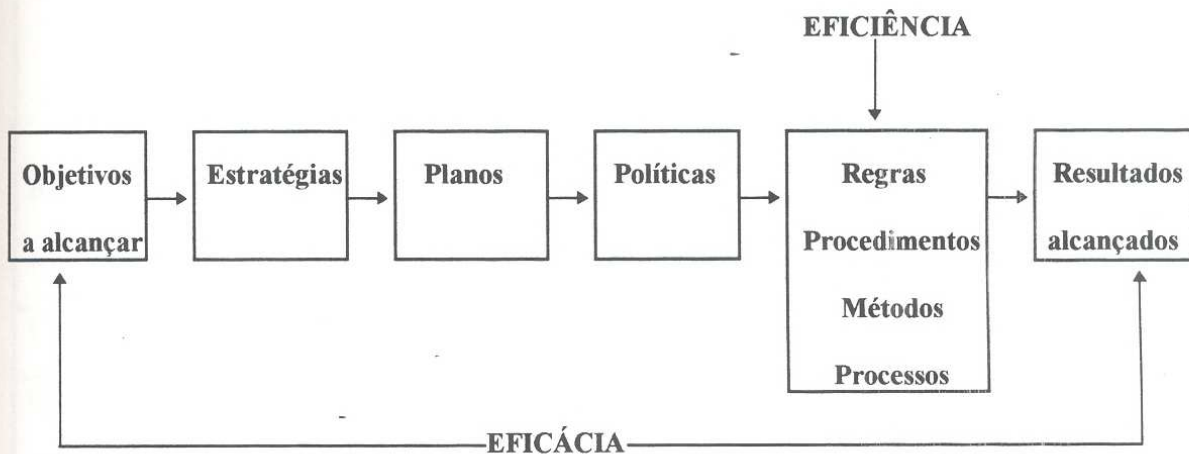 EFICIÊNCIA
Objetivos
a alcançar
Estratégias
Planos
Políticas
Regras
Procedimentos
Métodos
Processos
Resultados
alcançados
EFICÁCIA